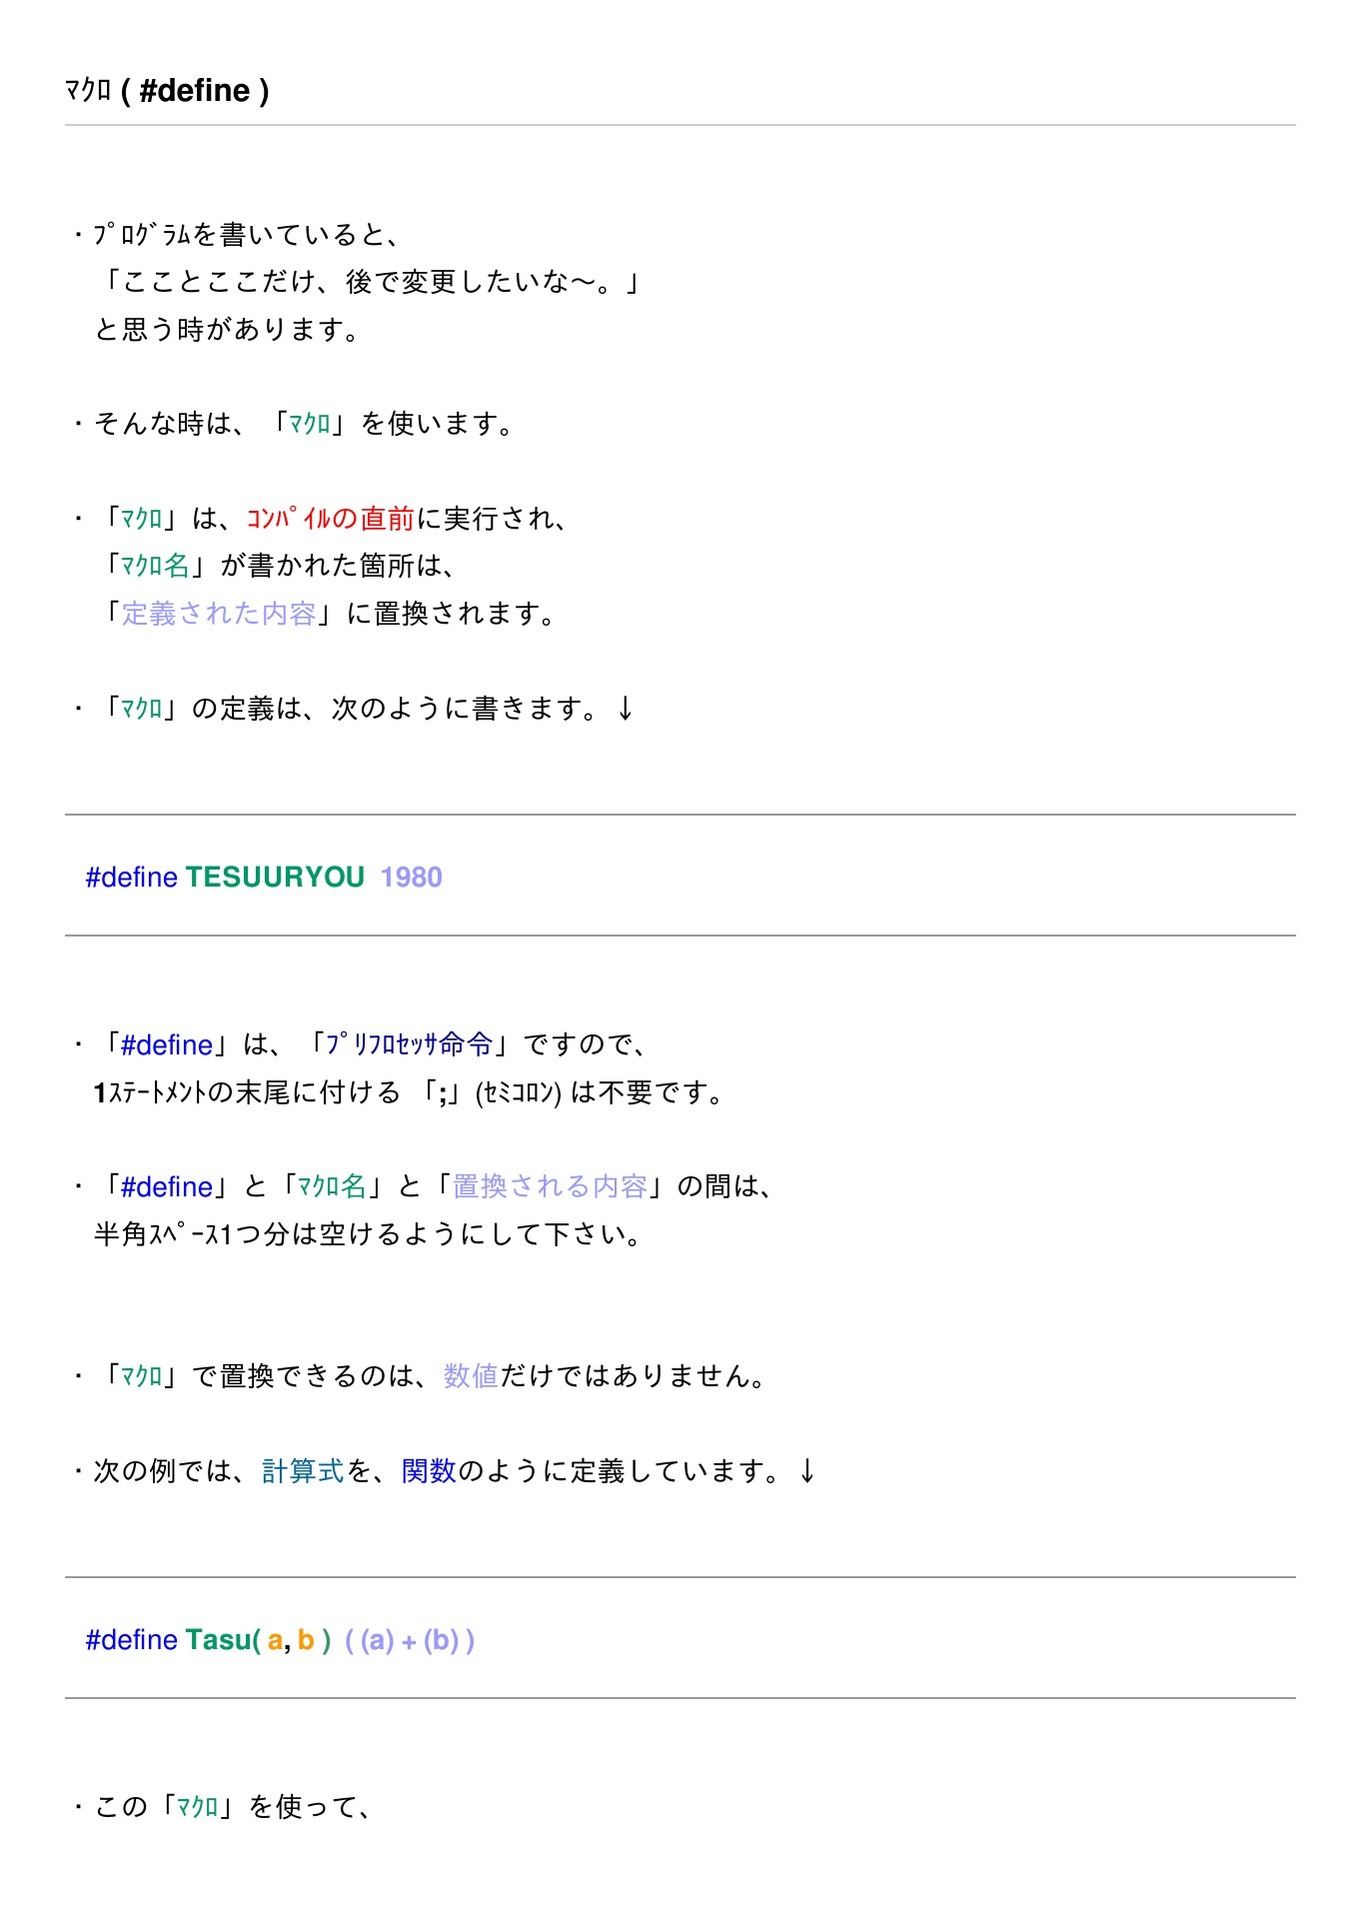 ﾏｸﾛ ( #define )
・ﾌﾟﾛｸﾞﾗﾑを書いていると、
「こことここだけ、後で変更したいな～。」
と思う時があります。
・そんな時は、「ﾏｸﾛ」を使います。
・「ﾏｸﾛ」は、ｺﾝﾊﾟｲﾙの直前に実行され、
「ﾏｸﾛ名」が書かれた箇所は、
「定義された内容」に置換されます。
・「ﾏｸﾛ」の定義は、次のように書きます。↓
#define TESUURYOU 1980
・「#define」は、「ﾌﾟﾘﾌﾛｾｯｻ命令」ですので、
1ｽﾃｰﾄﾒﾝﾄの末尾に付ける 「;」(ｾﾐｺﾛﾝ) は不要です。
・「#define」と「ﾏｸﾛ名」と「置換される内容」の間は、
半角ｽﾍﾟｰｽ1つ分は空けるようにして下さい。
・「ﾏｸﾛ」で置換できるのは、数値だけではありません。
・次の例では、計算式を、関数のように定義しています。↓
#define Tasu( a, b ) ( (a) + (b) )
・この「ﾏｸﾛ」を使って、